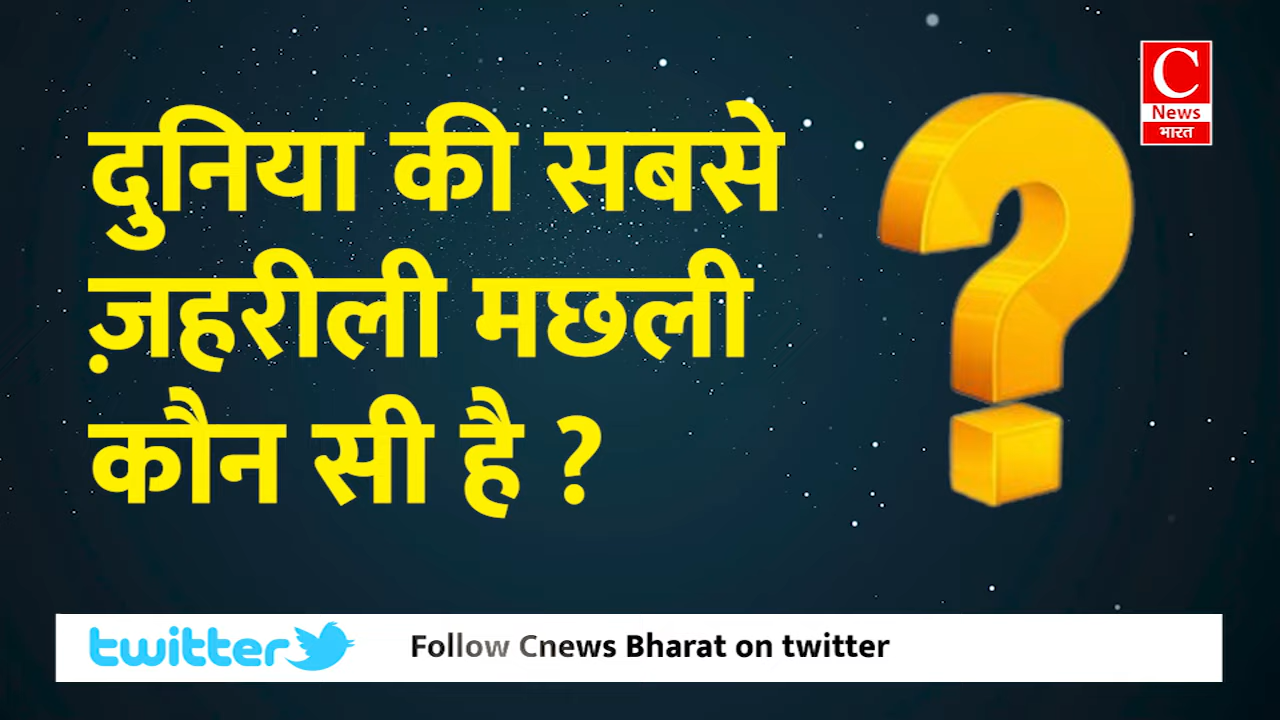 दुनिया की सबसे
ज़हरीली मछली
कौन सी है ?
C
News
भारत
twitter
Follow Cnews Bharat on twitter